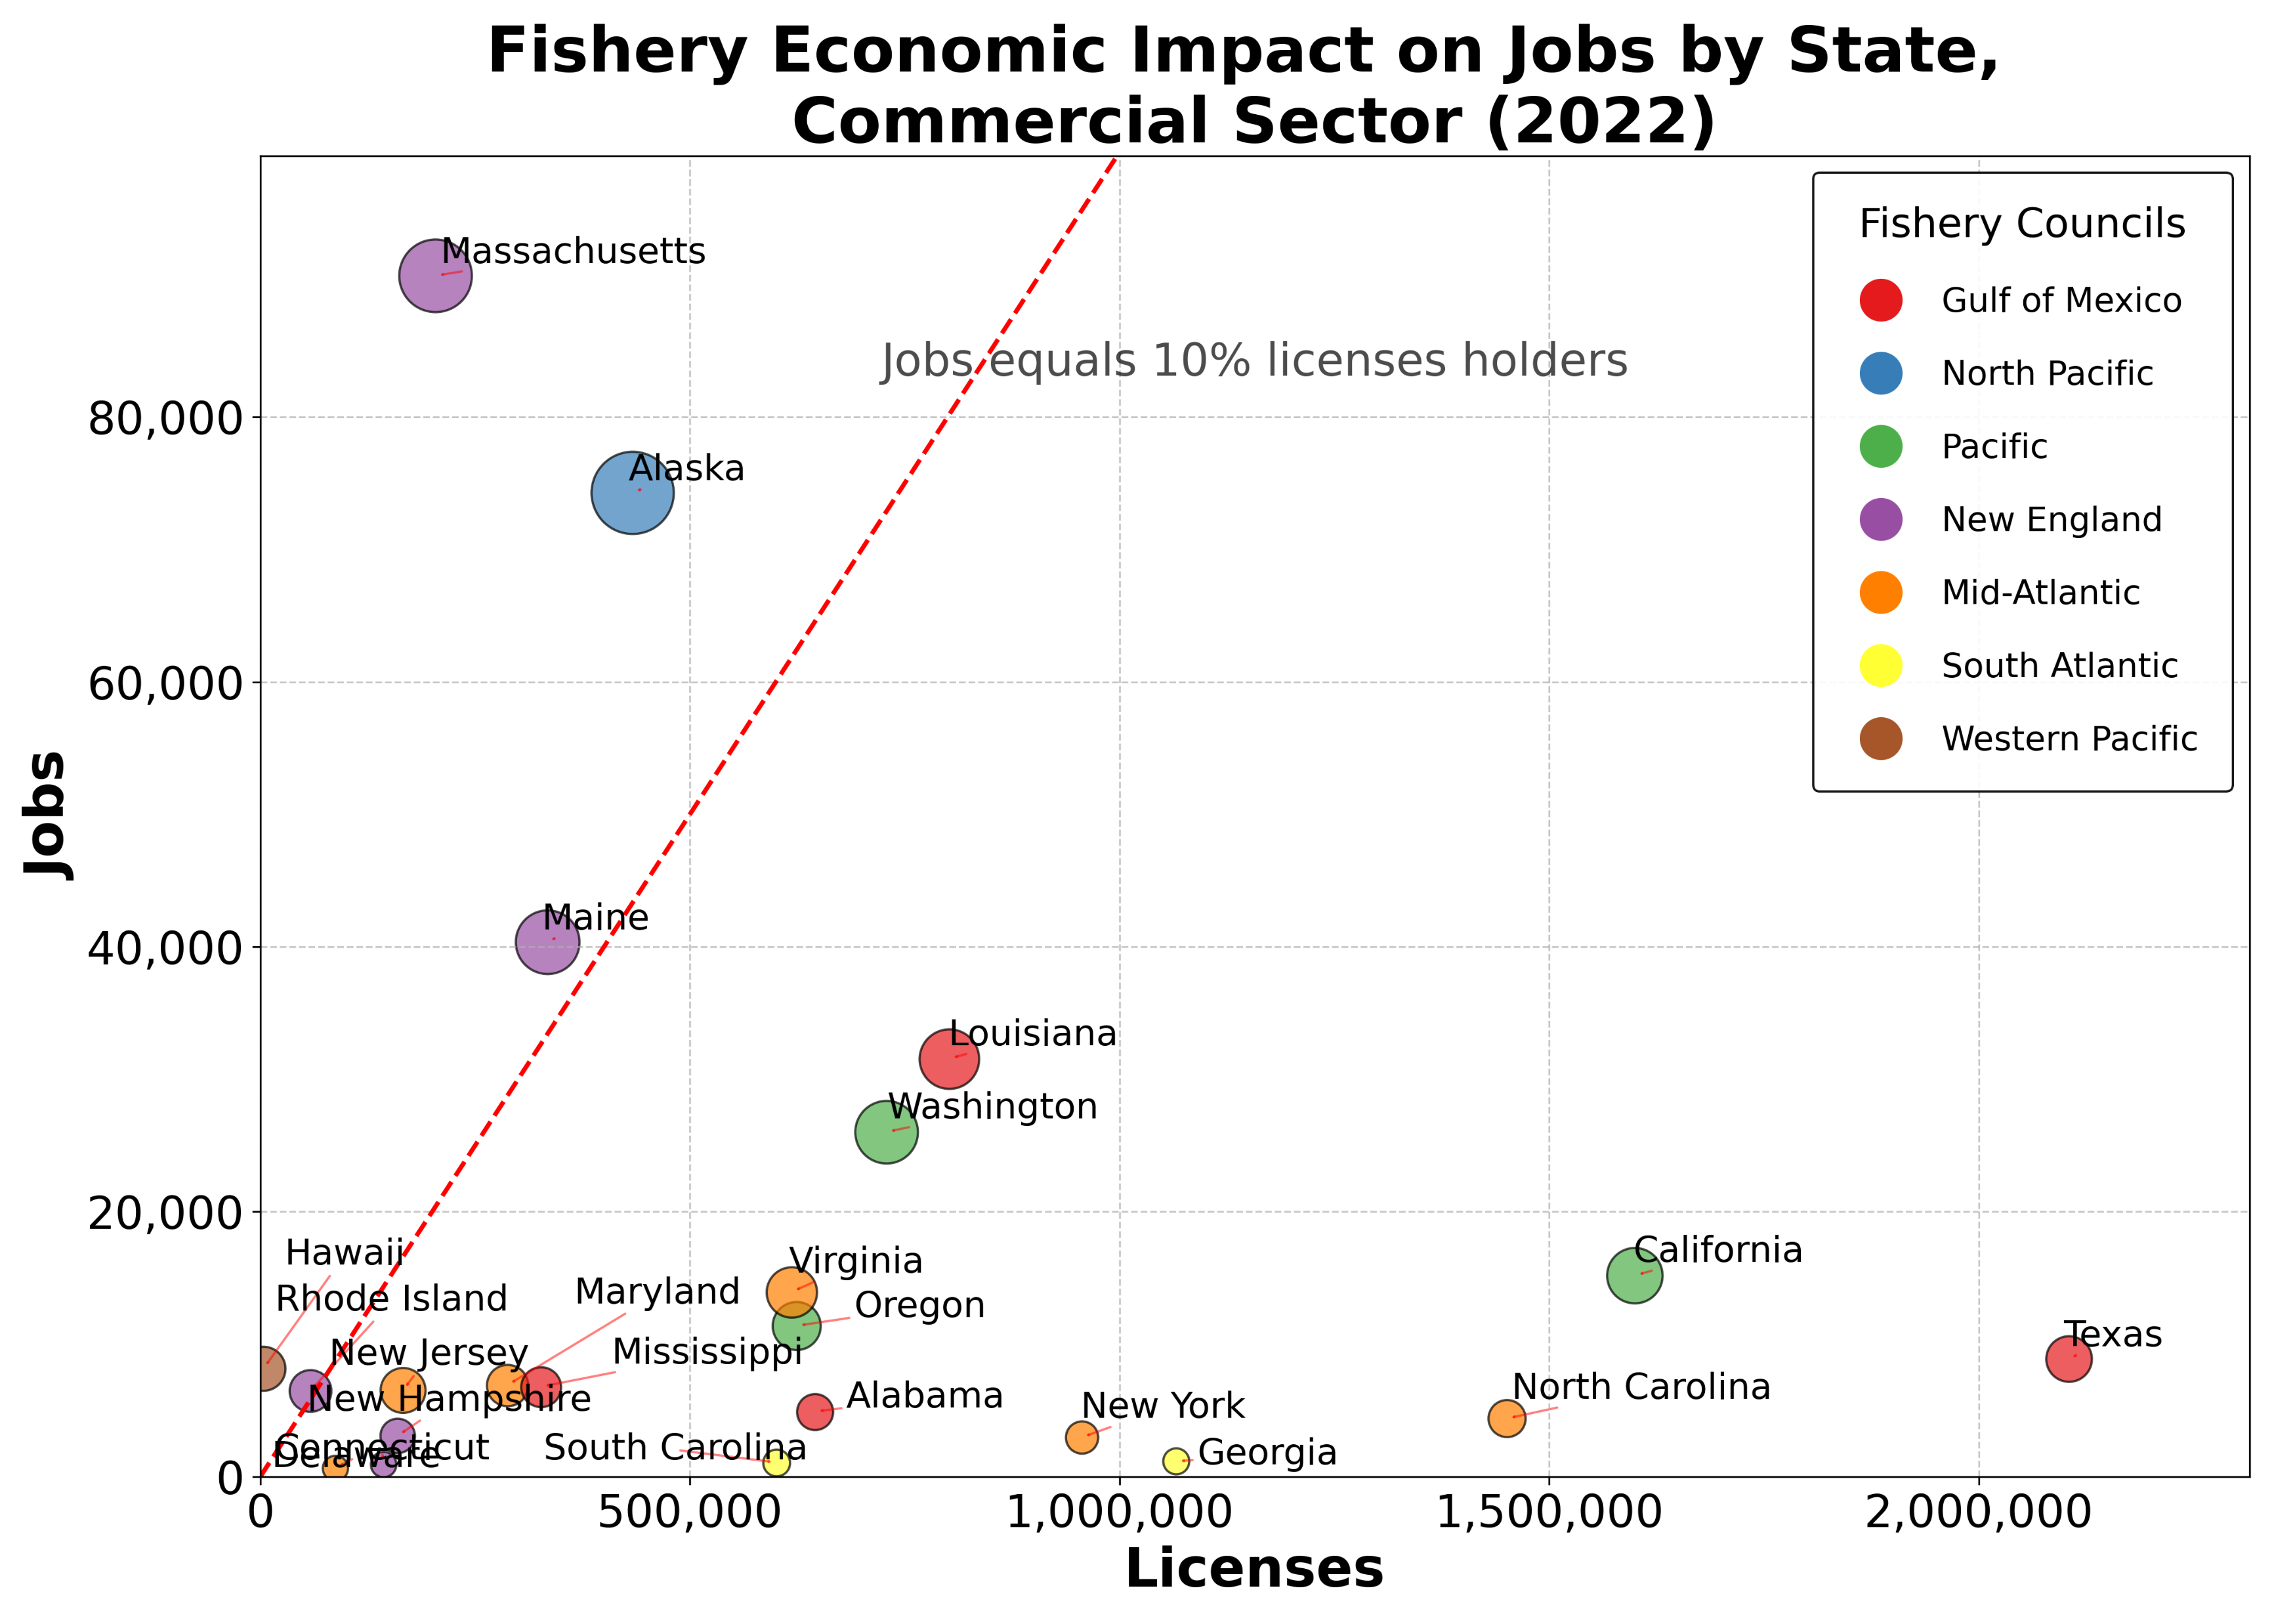 Fishery Economic Impact on Jobs by State,
Commercial Sector (2022)
Fishery Councils
Gulf of Mexico
North Pacific
Pacific
New England
Mid-Atlantic
South Atlantic
Western Pacific
Jobs equals 10% licenses holders
Massachusetts
Alaska
Maine
Louisiana
Washington
Hawaii
Rhode Island
New Jersey
New Hampshire
Connecticut
Delaware
Maryland
Mississippi
South Carolina
Virginia
Oregon
Alabama
New York
Georgia
North Carolina
California
Texas
Jobs
80,000
60,000
40,000
20,000
0
0
500,000
1,000,000
1,500,000
2,000,000
Licenses